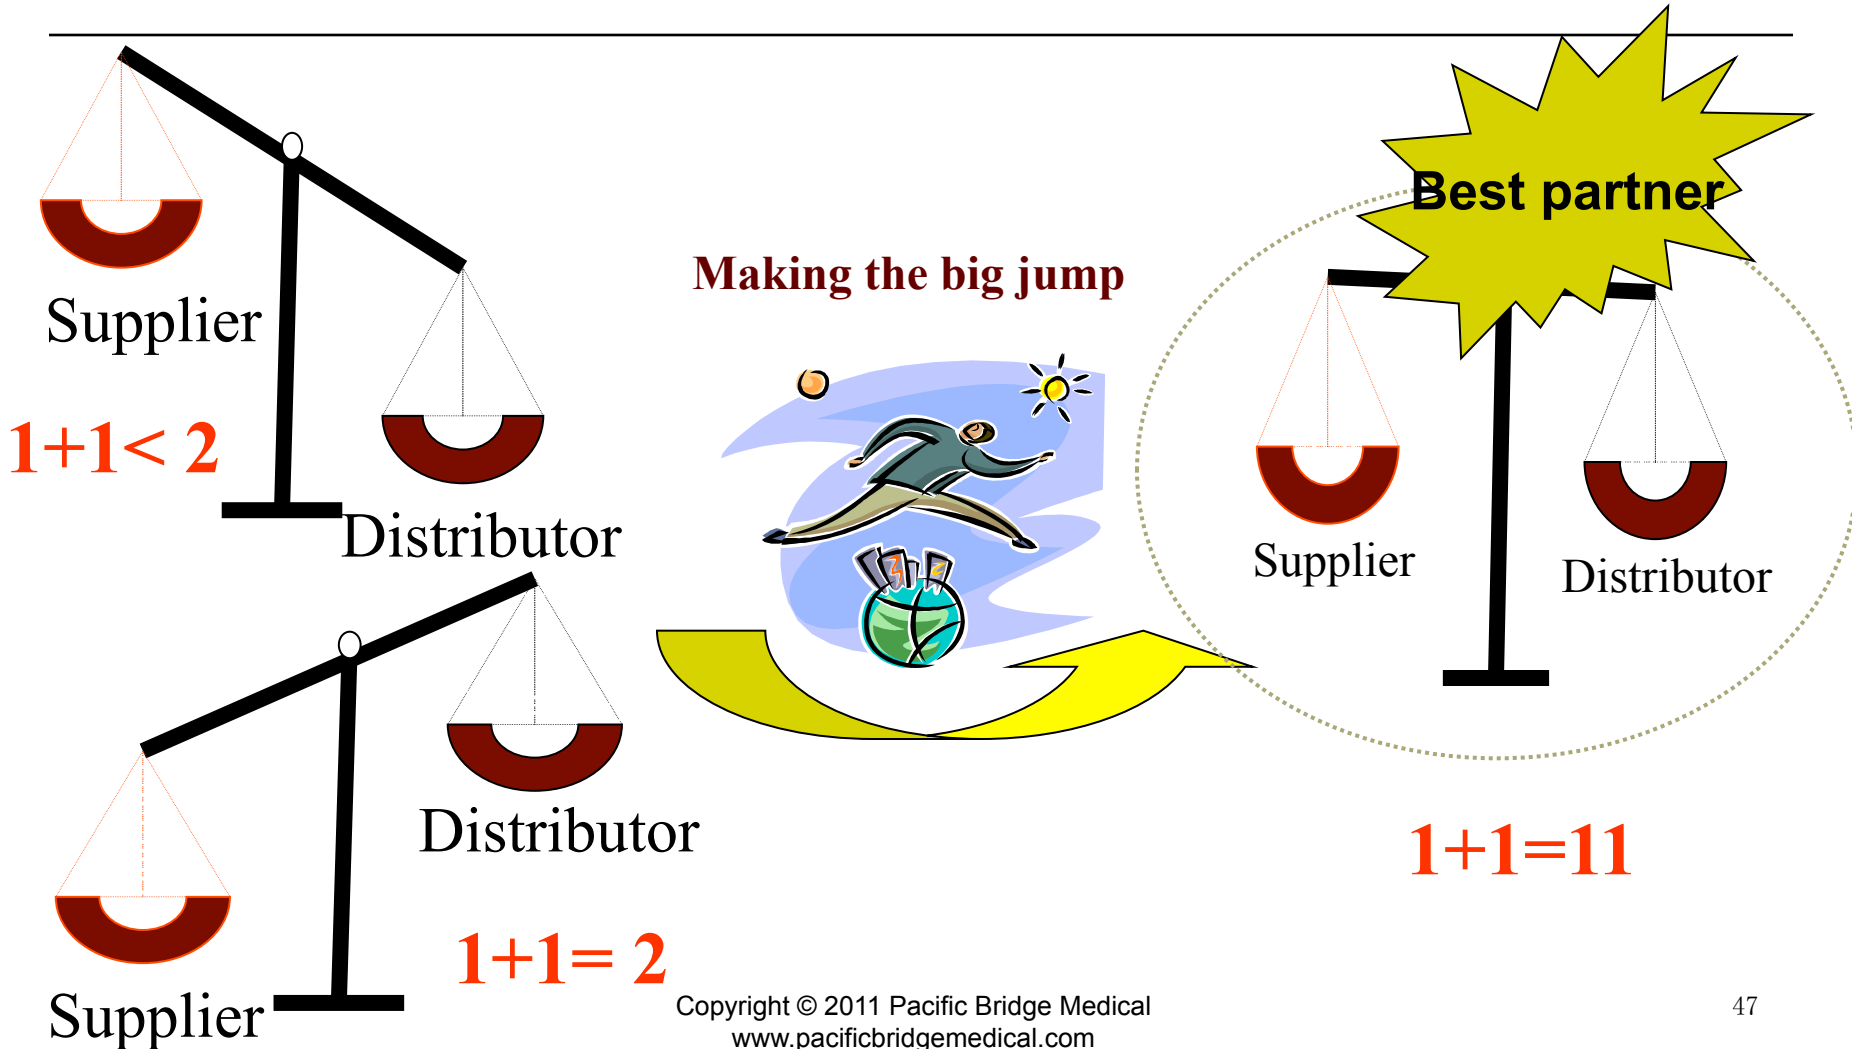 Best partner
Making the big jump
Supplier
1+1< 2
Distributor
Supplier
Distributor
Distributor
1+1=11
1+1= 2
Supplier
Copyright © 2011 Pacific Bridge Medical
www.pacificbridgemedical.com
47